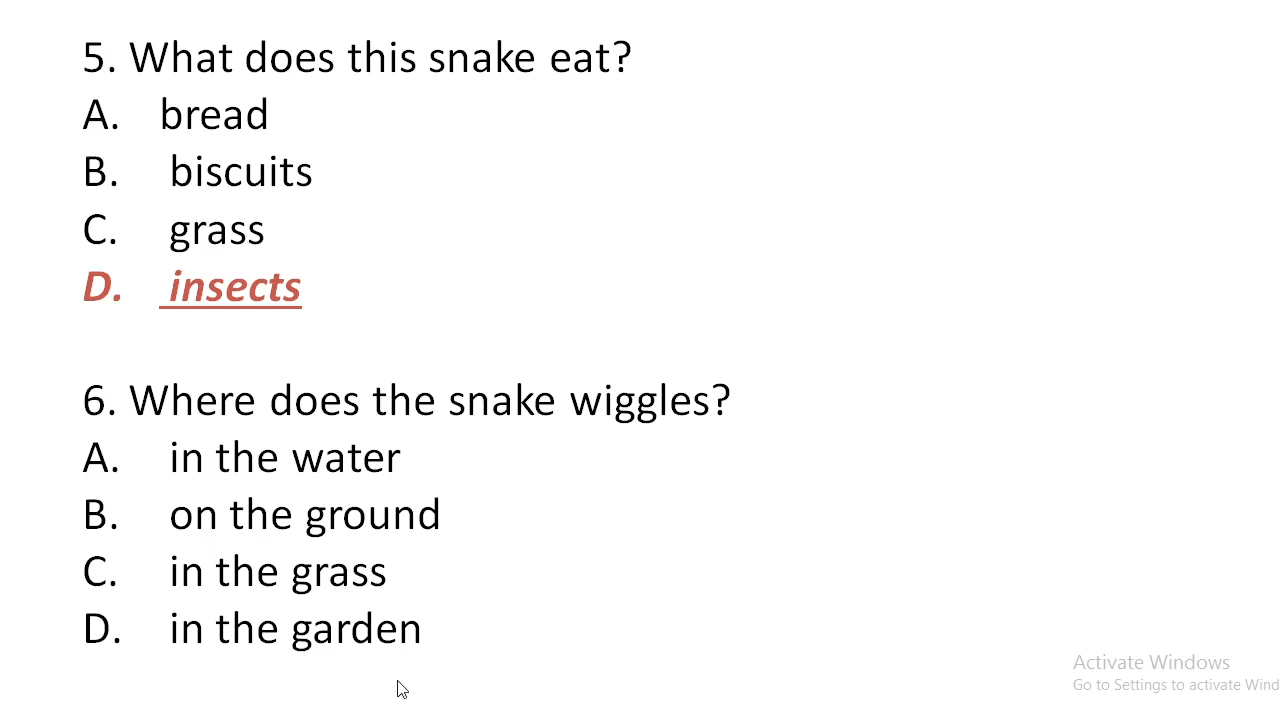 5. What does this snake eat?
A. bread
B. biscuits
C. grass
D. insects
6. Where does the snake wiggles?
A. in the water
B. on the ground
C. in the grass
D. in the garden
Activate Windows
Go to Settings to activate Wind